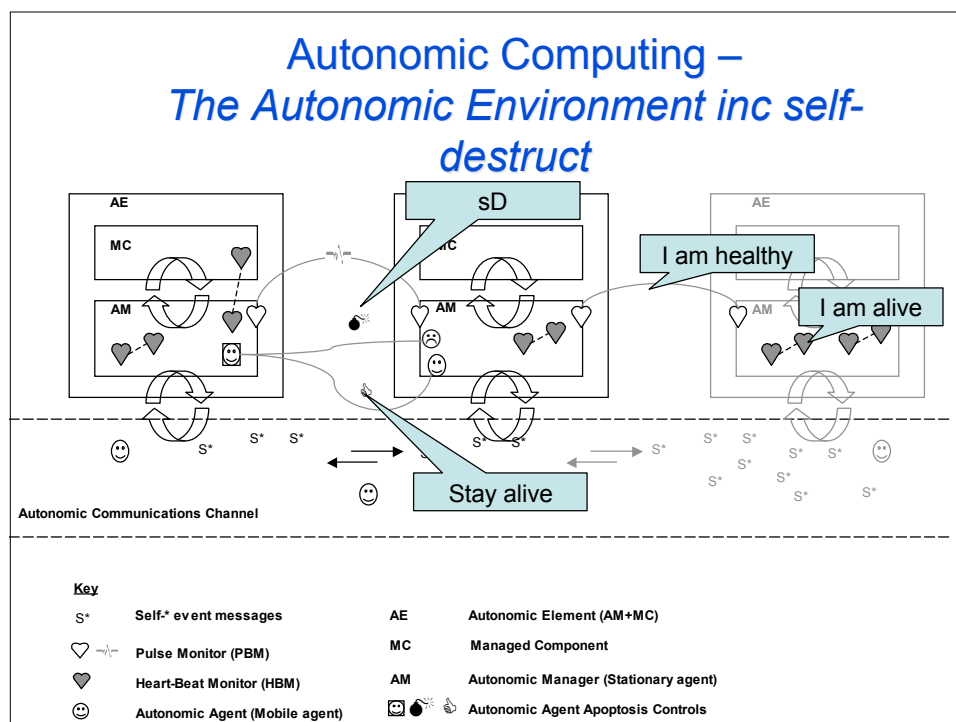 Autonomic Computing –
The Autonomic Environment inc self-
destruct
AE
MC
AM
sD
AM
I am healthy
AE
AM
I am alive
S* S* S*
S* S*
S* S* S* S* S* S* S* S* S* S*
Stay alive
Autonomic Communications Channel
Key
S* Self-* event messages
AE Autonomic Element (AM+MC)
Pulse Monitor (PBM)
MC Managed Component
Heart-Beat Monitor (HBM)
AM Autonomic Manager (Stationary agent)
Autonomic Agent (Mobile agent)
Autonomic Agent Apoptosis Controls